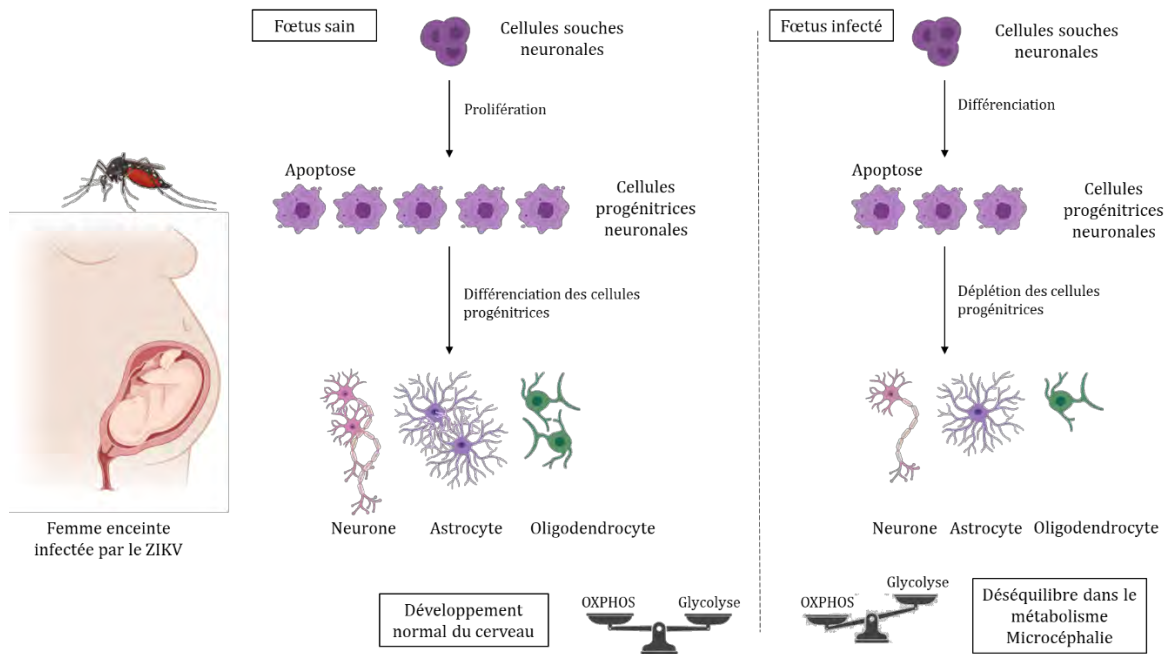 Fœtus sain
Cellules souches
neuronales
Prolifération
Apoptose
Cellules
progénitrices
neuronales
Différenciation des cellules
progénitrices
Neurone
Astrocyte
Oligodendrocyte
Développement
normal du cerveau
OXPHOS
Glycolyse
Femme enceinte
infectée par le ZIKV
Fœtus infecté
Cellules souches
neuronales
Différenciation
Apoptose
Cellules
progénitrices
neuronales
Déplétion des cellules
progénitrices
Neurone
Astrocyte
Oligodendrocyte
OXPHOS
Glycolyse
Déséquilibre dans le
métabolisme
Microcéphalie